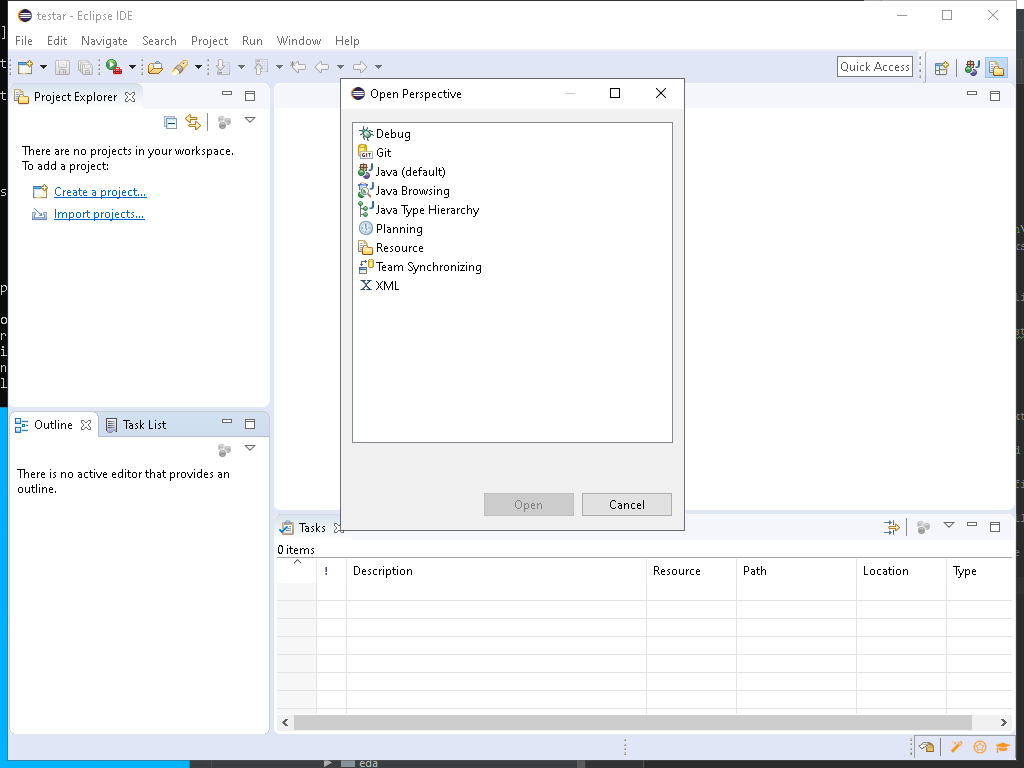 testar - Eclipse IDE
File Edit Navigate Search Project Run Window Help
Quick Access
Project Explorer
There are no projects in your workspace.
To add a project:
Create a project...
Import projects...
Outline
Task List
There is no active editor that provides an
outline.
Open Perspective
Debug
Git
Java (default)
Java Browsing
Java Type Hierarchy
Planning
Resource
Team Synchronizing
XML
Open
Cancel
Tasks
0 items
! Description Resource Path Location Type
eda